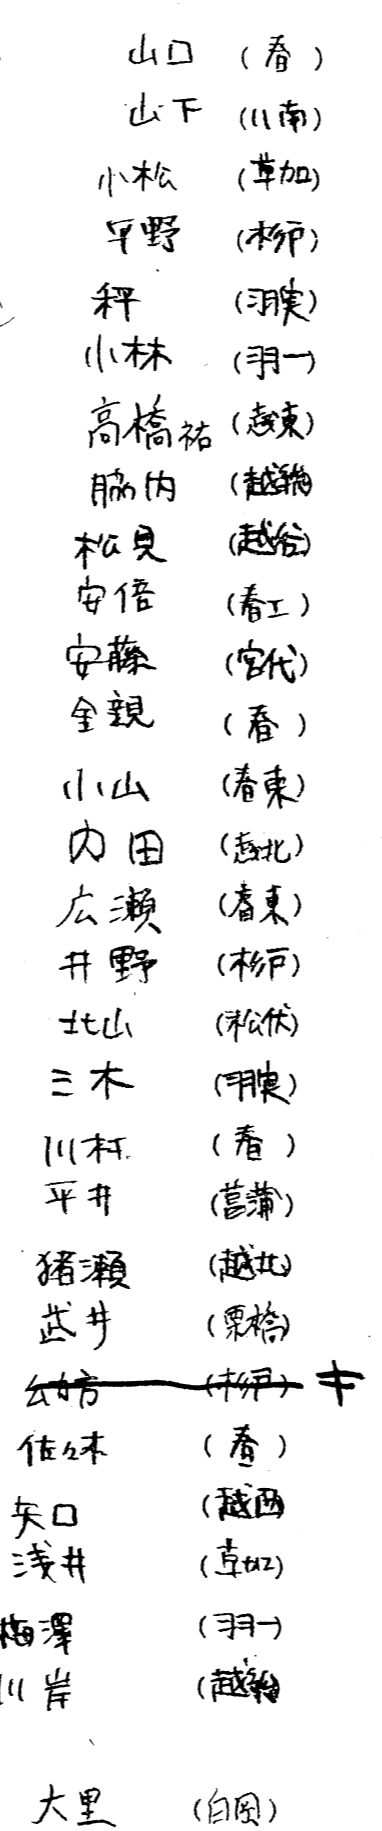 山口 (春)
山下 (川南)
小松 (草加)
平野 (杉戸)
秤 (羽実)
小林 (羽一)
高橋祐 (越東)
脇内 (越総)
松見 (越谷)
安倍 (春工)
安藤 (宮代)
金親 (春)
小山 (春東)
内田 (越北)
広瀬 (春東)
井野 (杉戸)
北山 (松伏)
三木 (羽実)
川村 (春)
平井 (菖蒲)
猪瀬 (越北)
武井 (栗橋)
(杉戸)
佐々木 (春)
矢口 (越西)
浅井 (草加)
梅澤 (羽一)
川岸 (越総)
大里 (白岡)